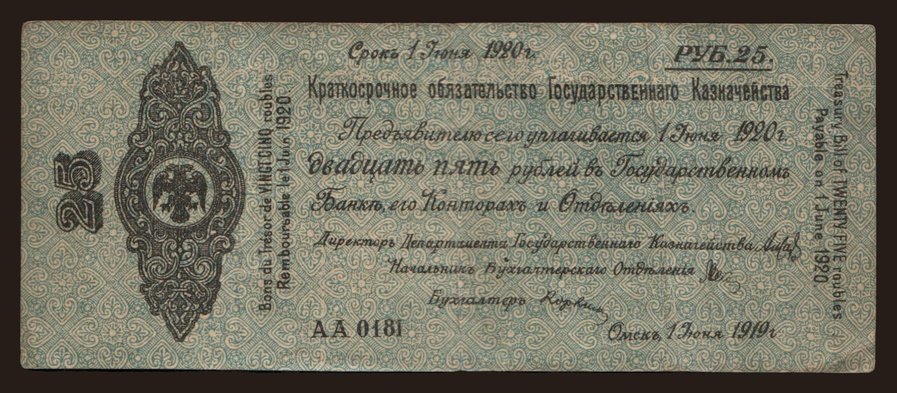 Срокъ 1 Іюня 1920 г.
РУБ. 25.
Краткосрочное обязательство Государственнаго Казначейства
Предъявителю сего уплачивается 1 Іюня 1920 г.
двадцать пять рублей въ Государственномъ
Банкѣ, его Конторахъ и Отдѣленіяхъ.
Директоръ Департамента Государственнаго Казначейства
Начальникъ Бухгалтерскаго Отдѣленія
Бухгалтеръ
АА 0181
Омскъ, 1 Іюня 1919 г
25
Bons du Trésor de VINGT CINQ roubles
Remboursable le 1 Juin 1920
Treasury Bill of TWENTY-FIVE roubles
Payable on 1 June 1920